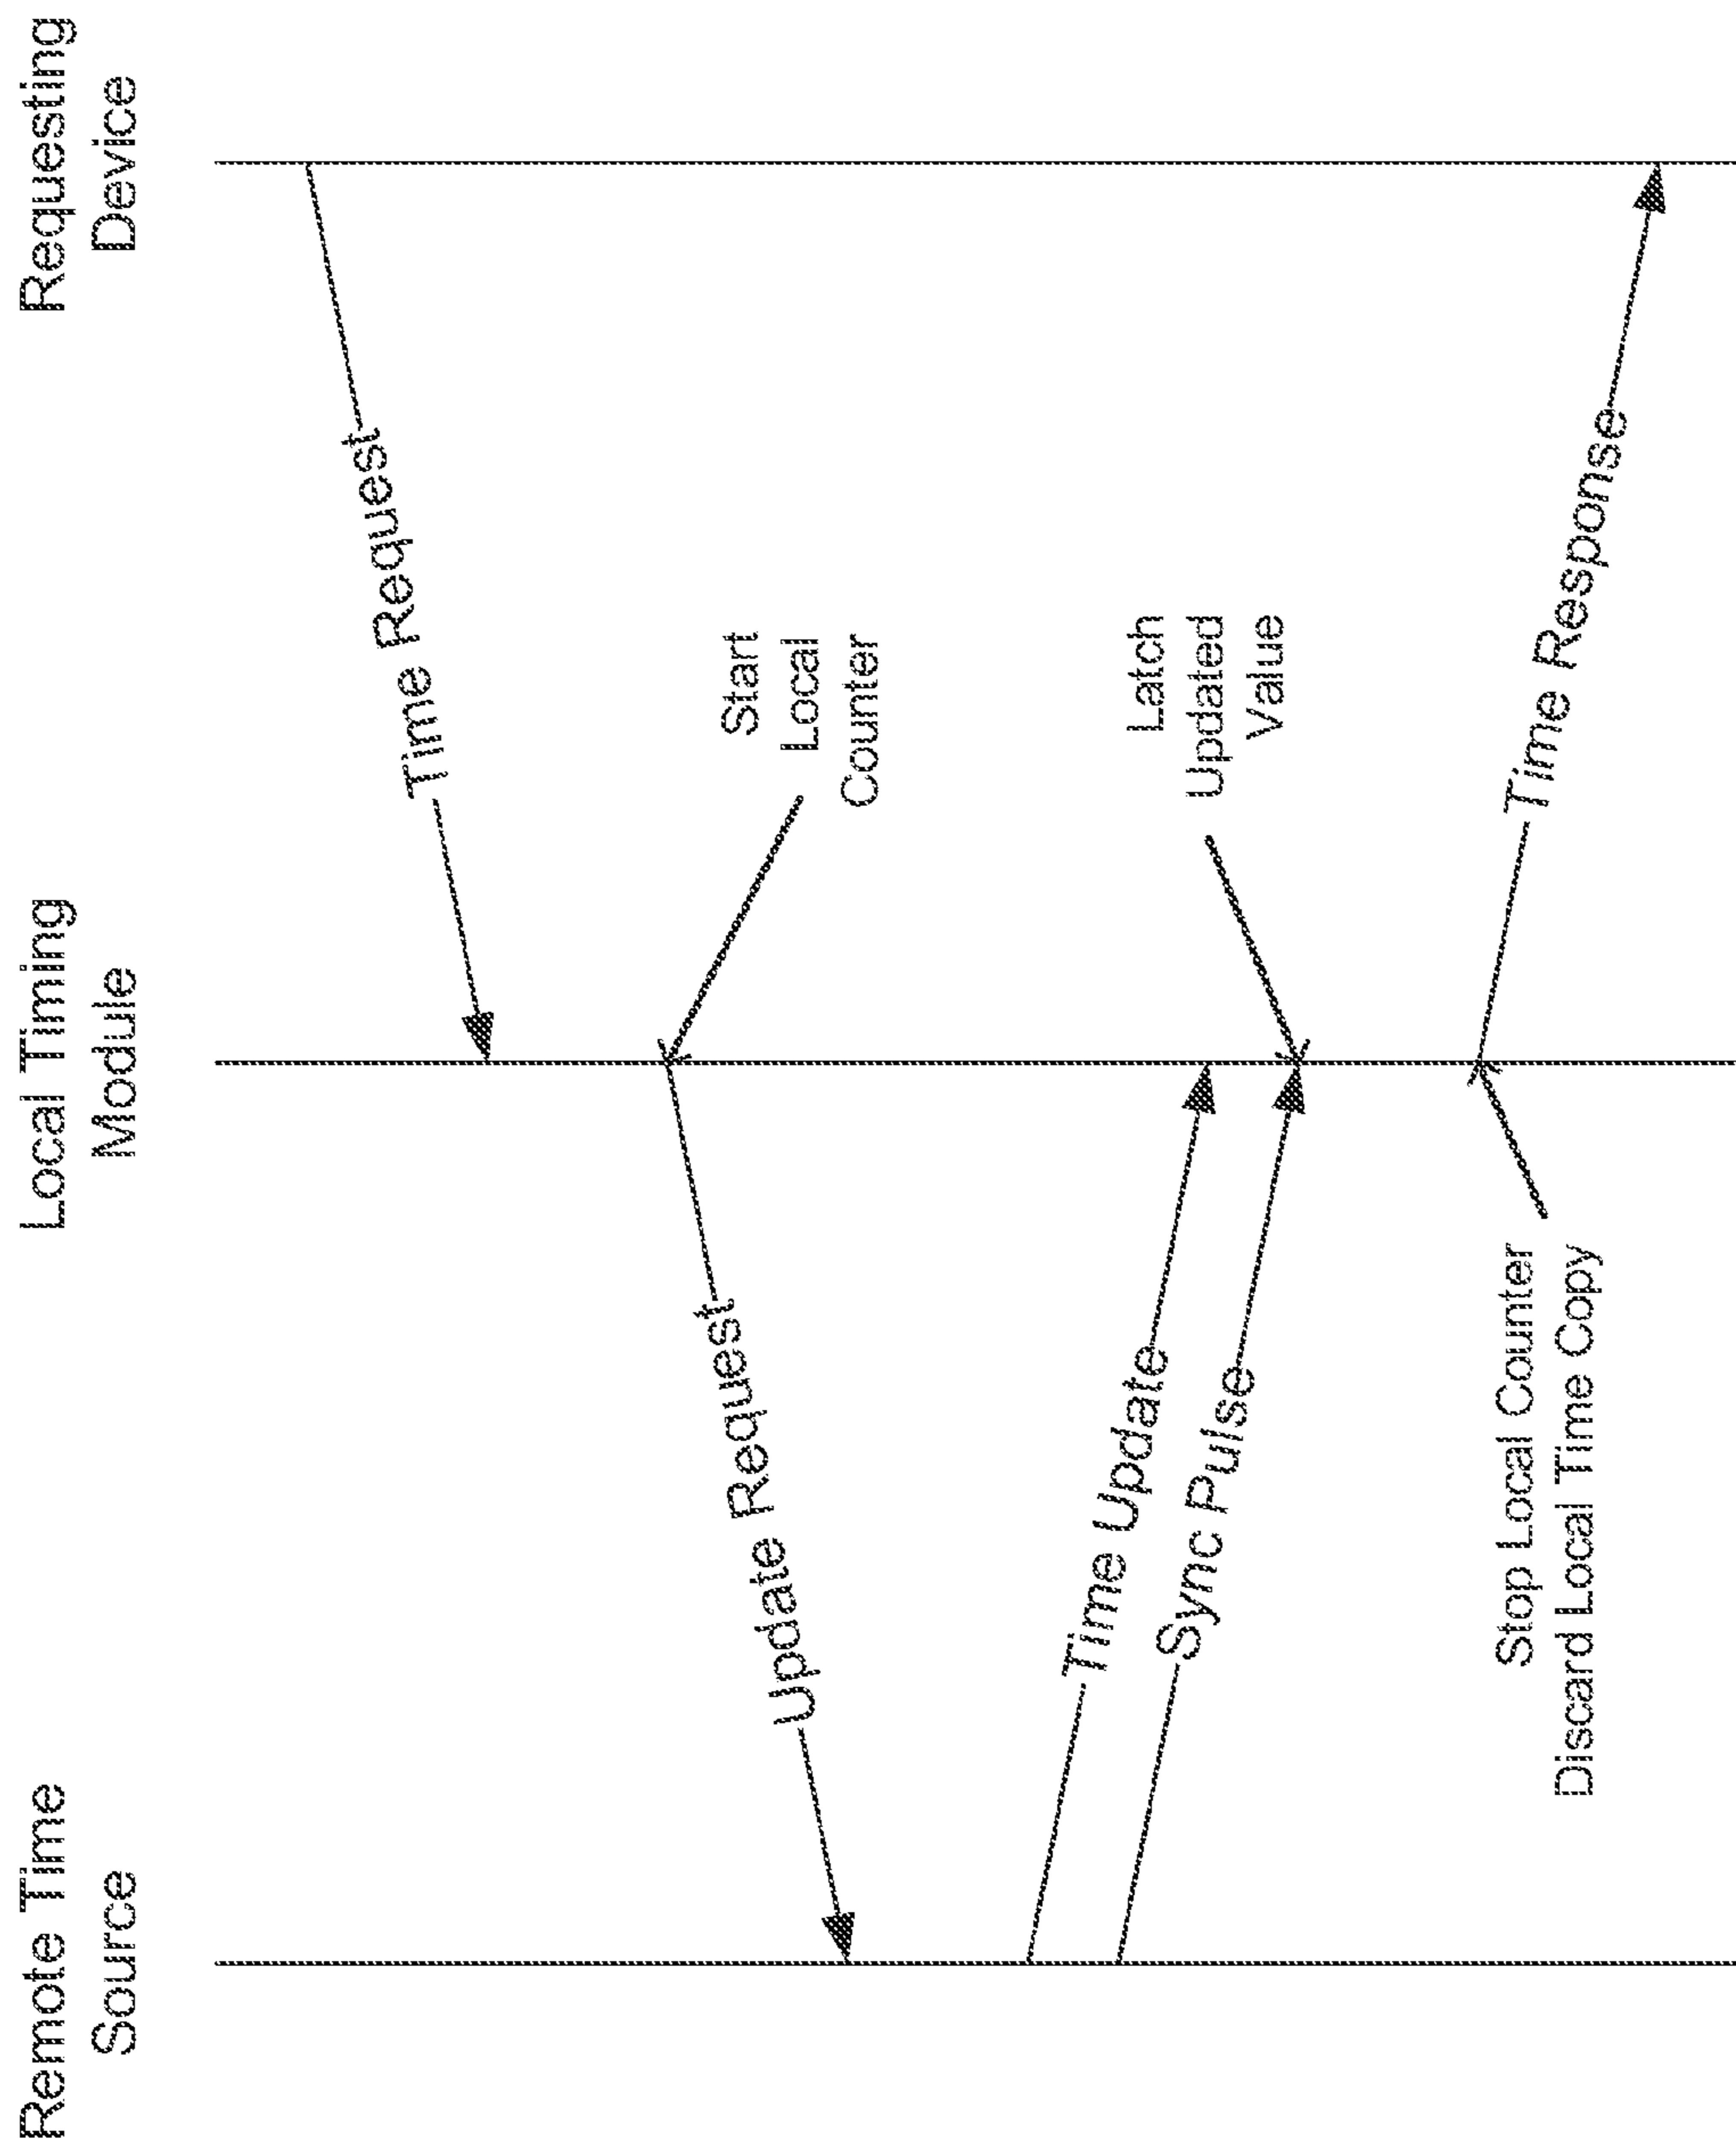 Remote Time
Source
Local Timing
Module
Requesting
Device
Time Request
Start
Local
Counter
Update Request
Time Update
Sync Pulse
Latch
Updated
Value
Stop Local Counter
Discard Local Time Copy
Time Response